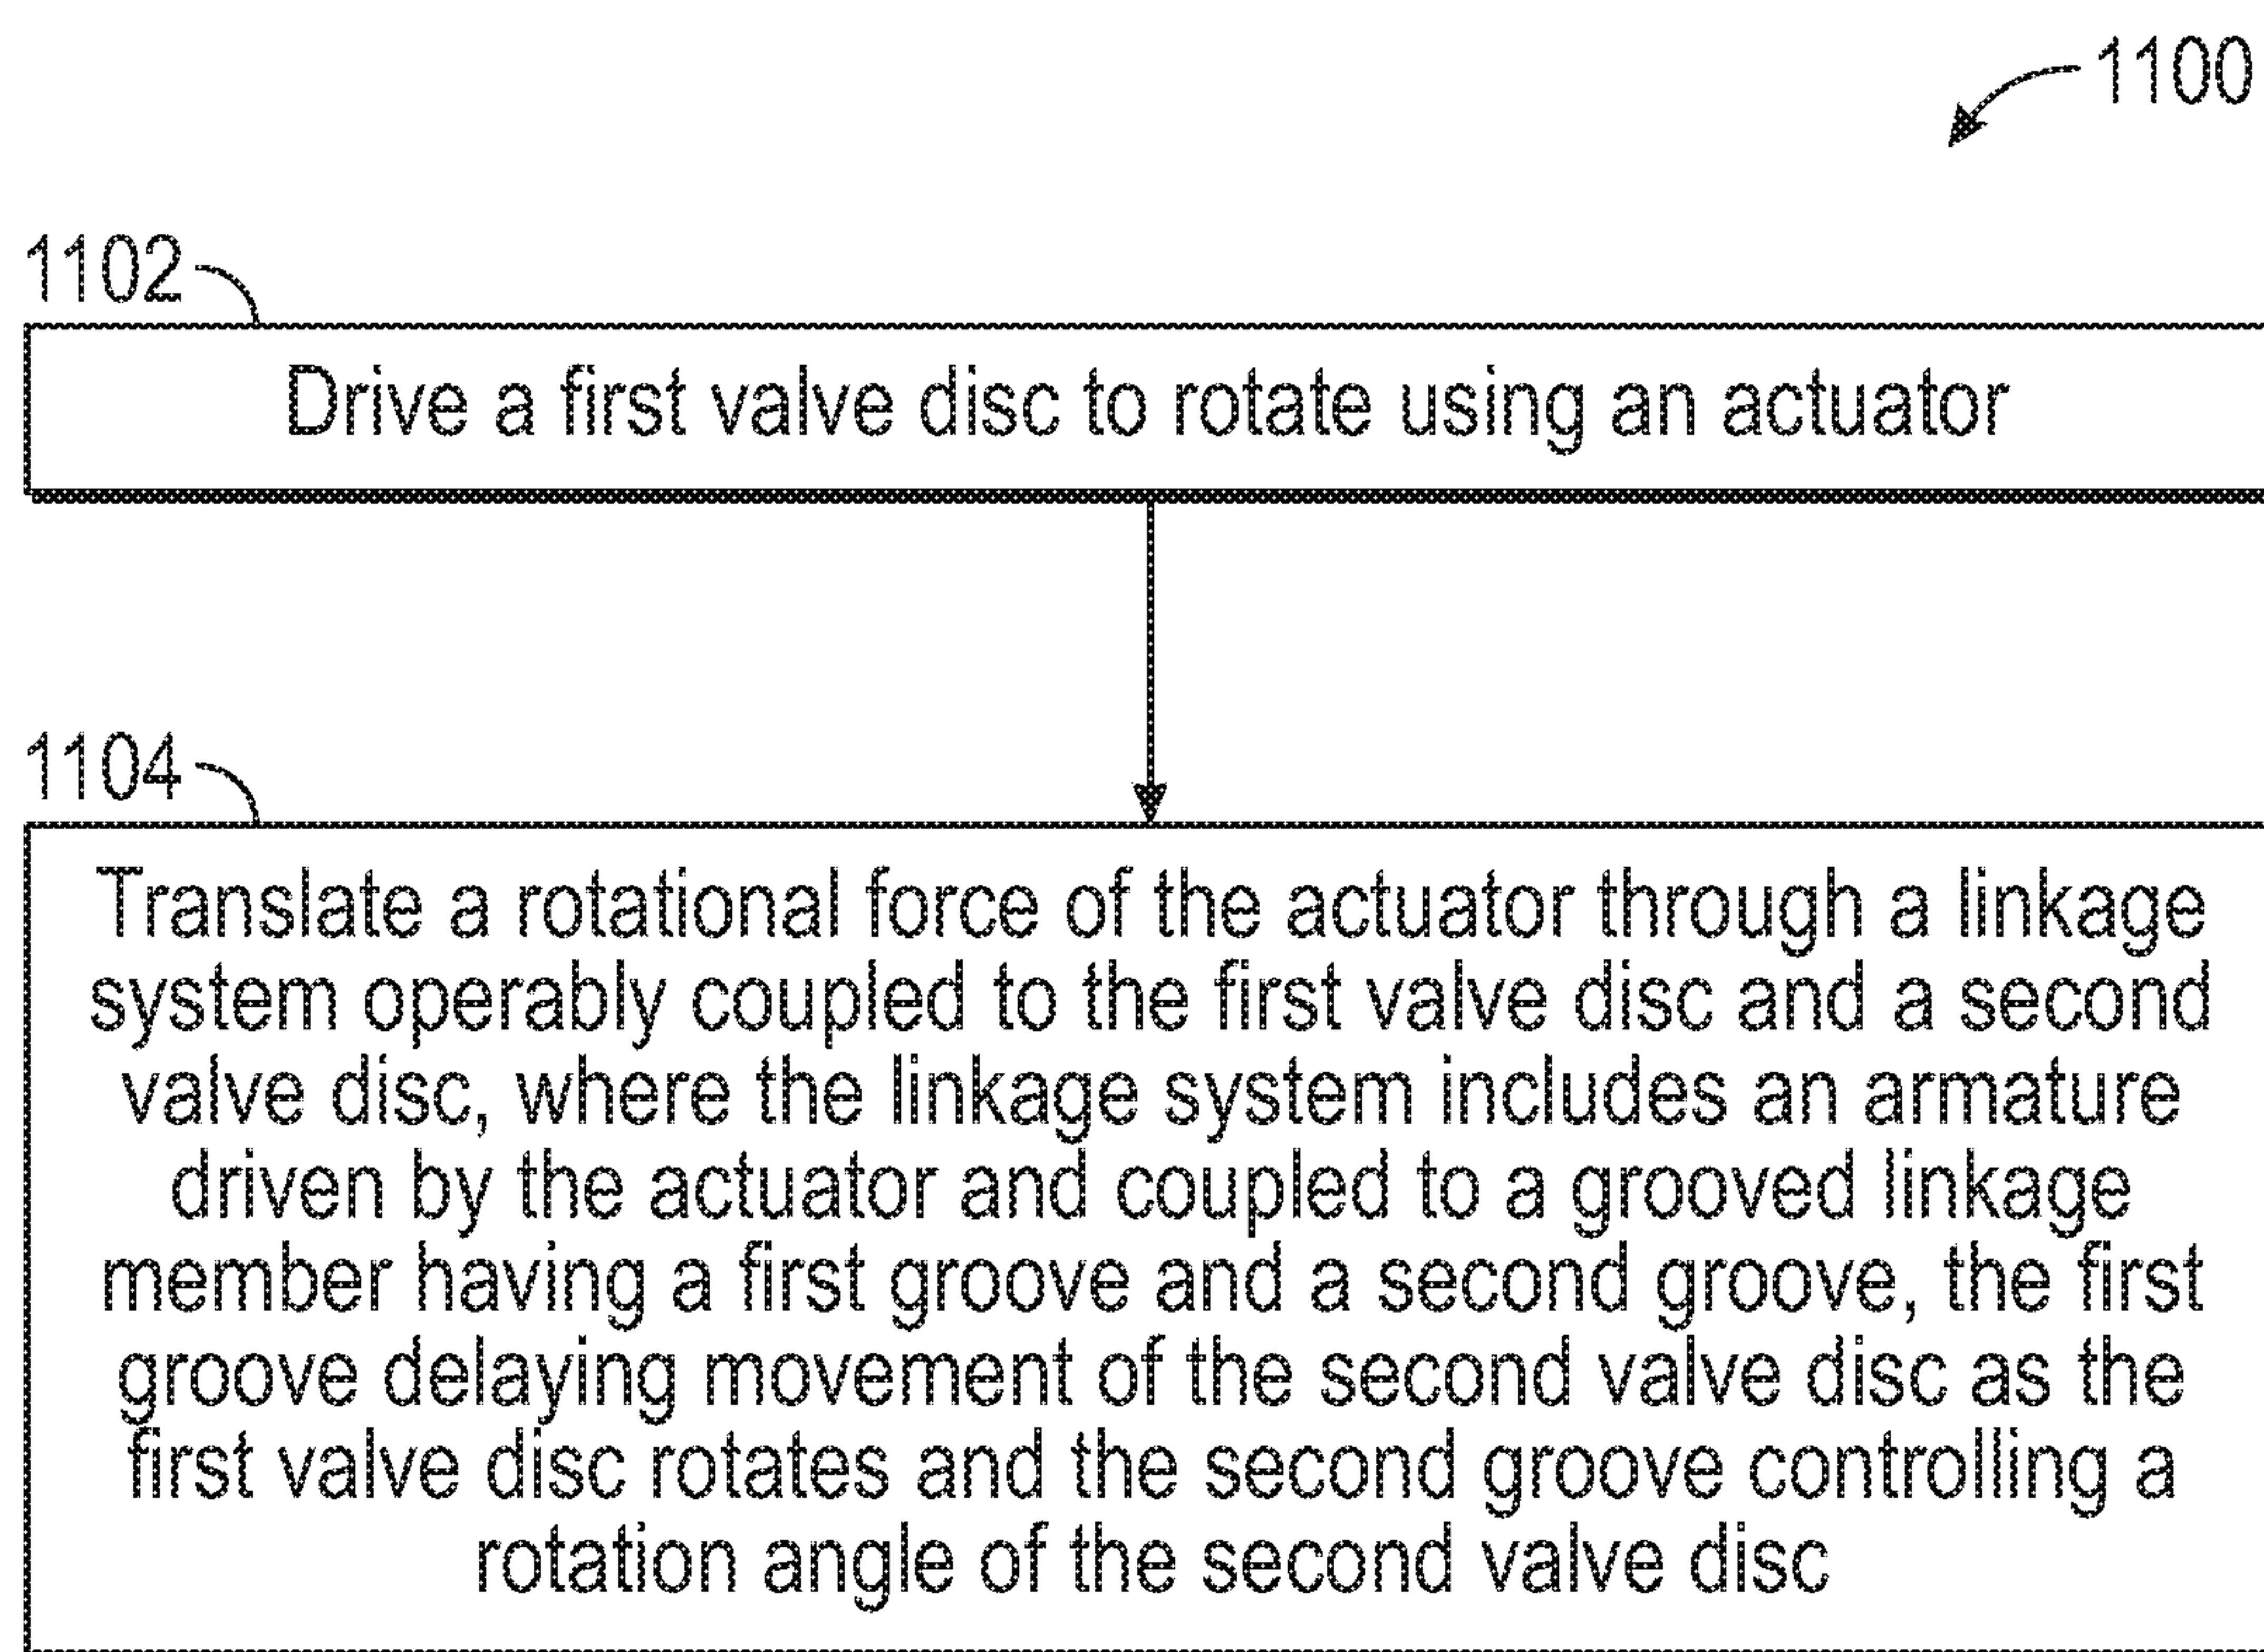 1100
1102
Drive a first valve disc to rotate using an actuator
1104
Translate a rotational force of the actuator through a linkage
system operably coupled to the first valve disc and a second
valve disc, where the linkage system includes an armature
driven by the actuator and coupled to a grooved linkage
member having a first groove and a second groove, the first
groove delaying movement of the second valve disc as the
first valve disc rotates and the second groove controlling a
rotation angle of the second valve disc